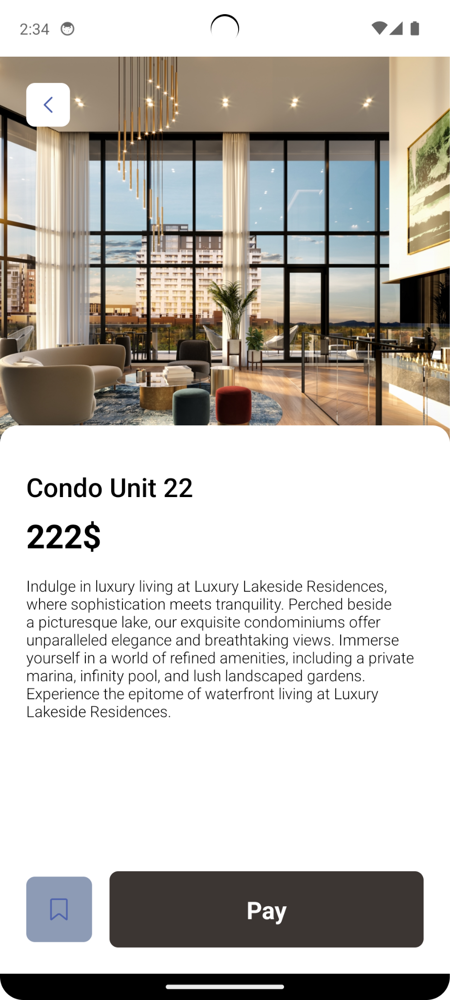 2:34
Condo Unit 22
222$
Indulge in luxury living at Luxury Lakeside Residences,
where sophistication meets tranquility. Perched beside
a picturesque lake, our exquisite condominiums offer
unparalleled elegance and breathtaking views. Immerse
yourself in a world of refined amenities, including a private
marina, infinity pool, and lush landscaped gardens.
Experience the epitome of waterfront living at Luxury
Lakeside Residences.
Pay